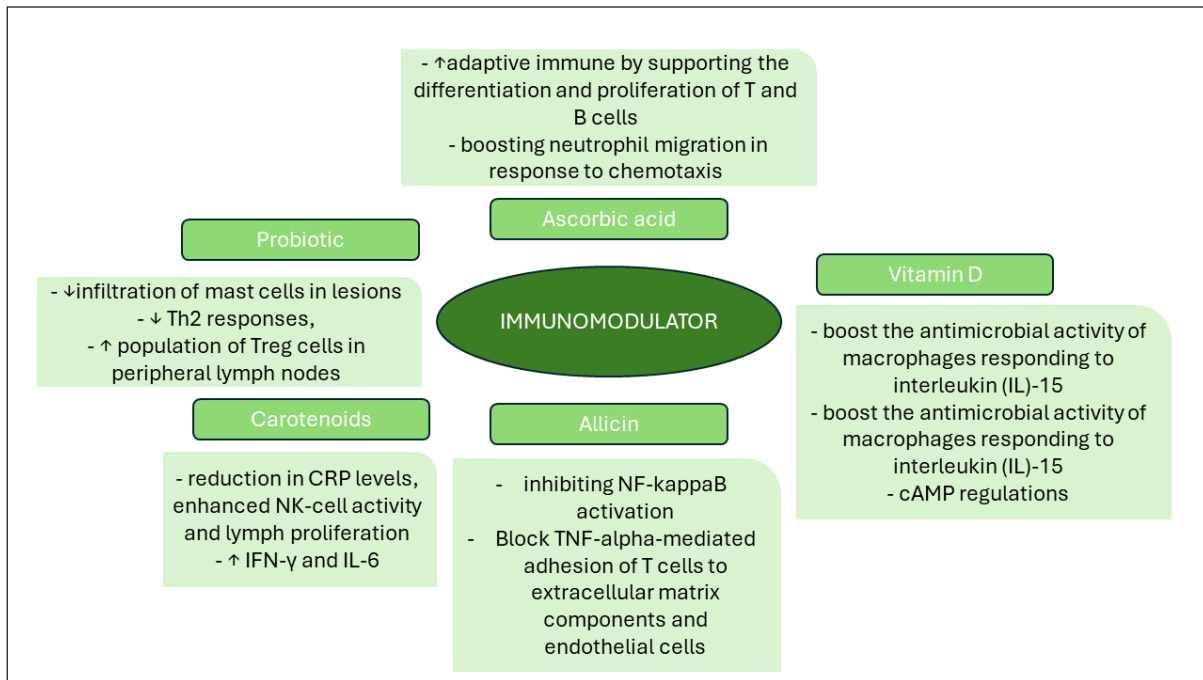 - ↑adaptive immune by supporting the
differentiation and proliferation of T and
B cells
- boosting neutrophil migration in
response to chemotaxis
Ascorbic acid
Probiotic
- ↓infiltration of mast cells in lesions
- ↓ Th2 responses,
- ↑ population of Treg cells in
peripheral lymph nodes
IMMUNOMODULATOR
Vitamin D
- boost the antimicrobial activity of
macrophages responding to
interleukin (IL)-15
- boost the antimicrobial activity of
macrophages responding to
interleukin (IL)-15
- cAMP regulations
Carotenoids
- reduction in CRP levels,
enhanced NK-cell activity
and lymph proliferation
- ↑ IFN-γ and IL-6
Allicin
- inhibiting NF-kappaB
activation
- Block TNF-alpha-mediated
adhesion of T cells to
extracellular matrix
components and
endothelial cells